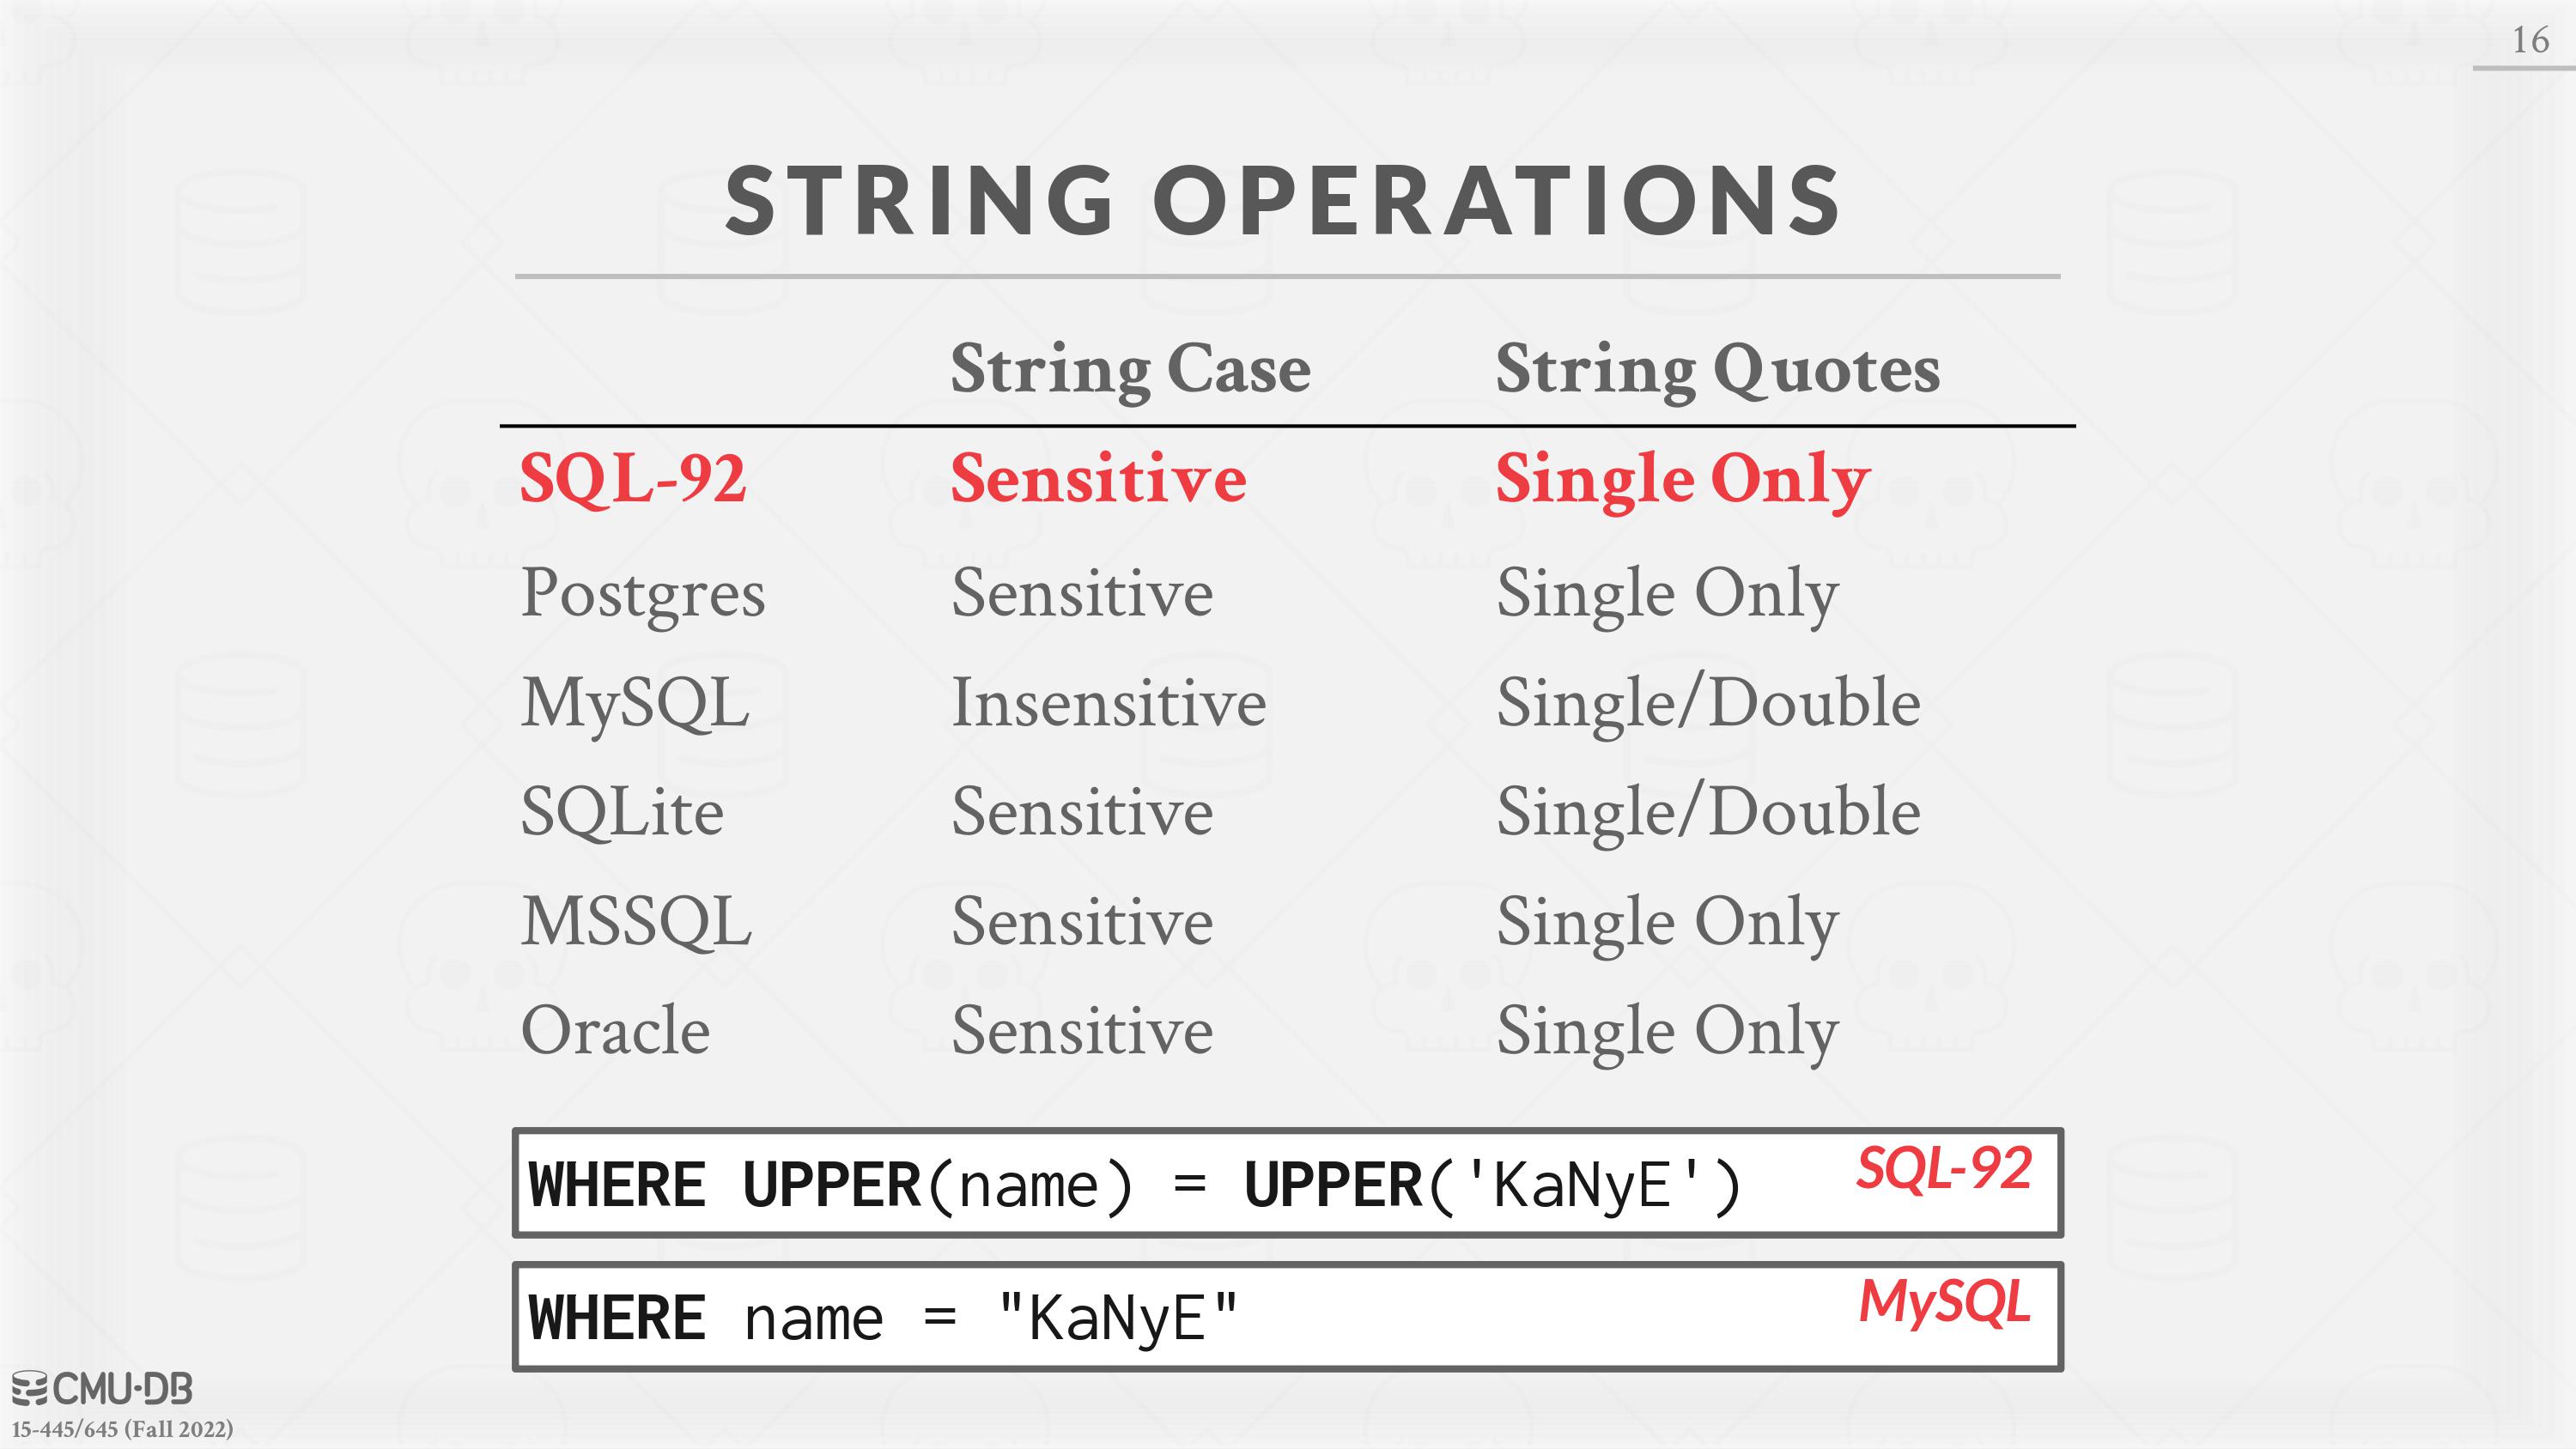 16
STRING OPERATIONS
String Case String Quotes
SQL-92 Sensitive Single Only
Postgres Sensitive Single Only
MySQL Insensitive Single/Double
SQLite Sensitive Single/Double
MSSQL Sensitive Single Only
Oracle Sensitive Single Only
WHERE UPPER(name) = UPPER('KaNyE') SQL-92
WHERE name = "KaNyE" MySQL
CMU·DB
15-445/645 (Fall 2022)